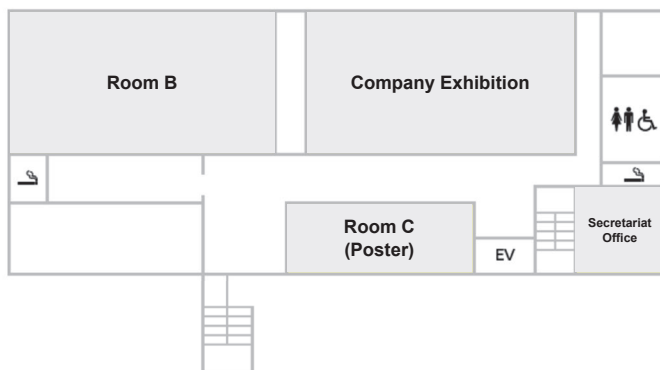 Room B
Company Exhibition
Room C
(Poster)
EV
Secretariat
Office